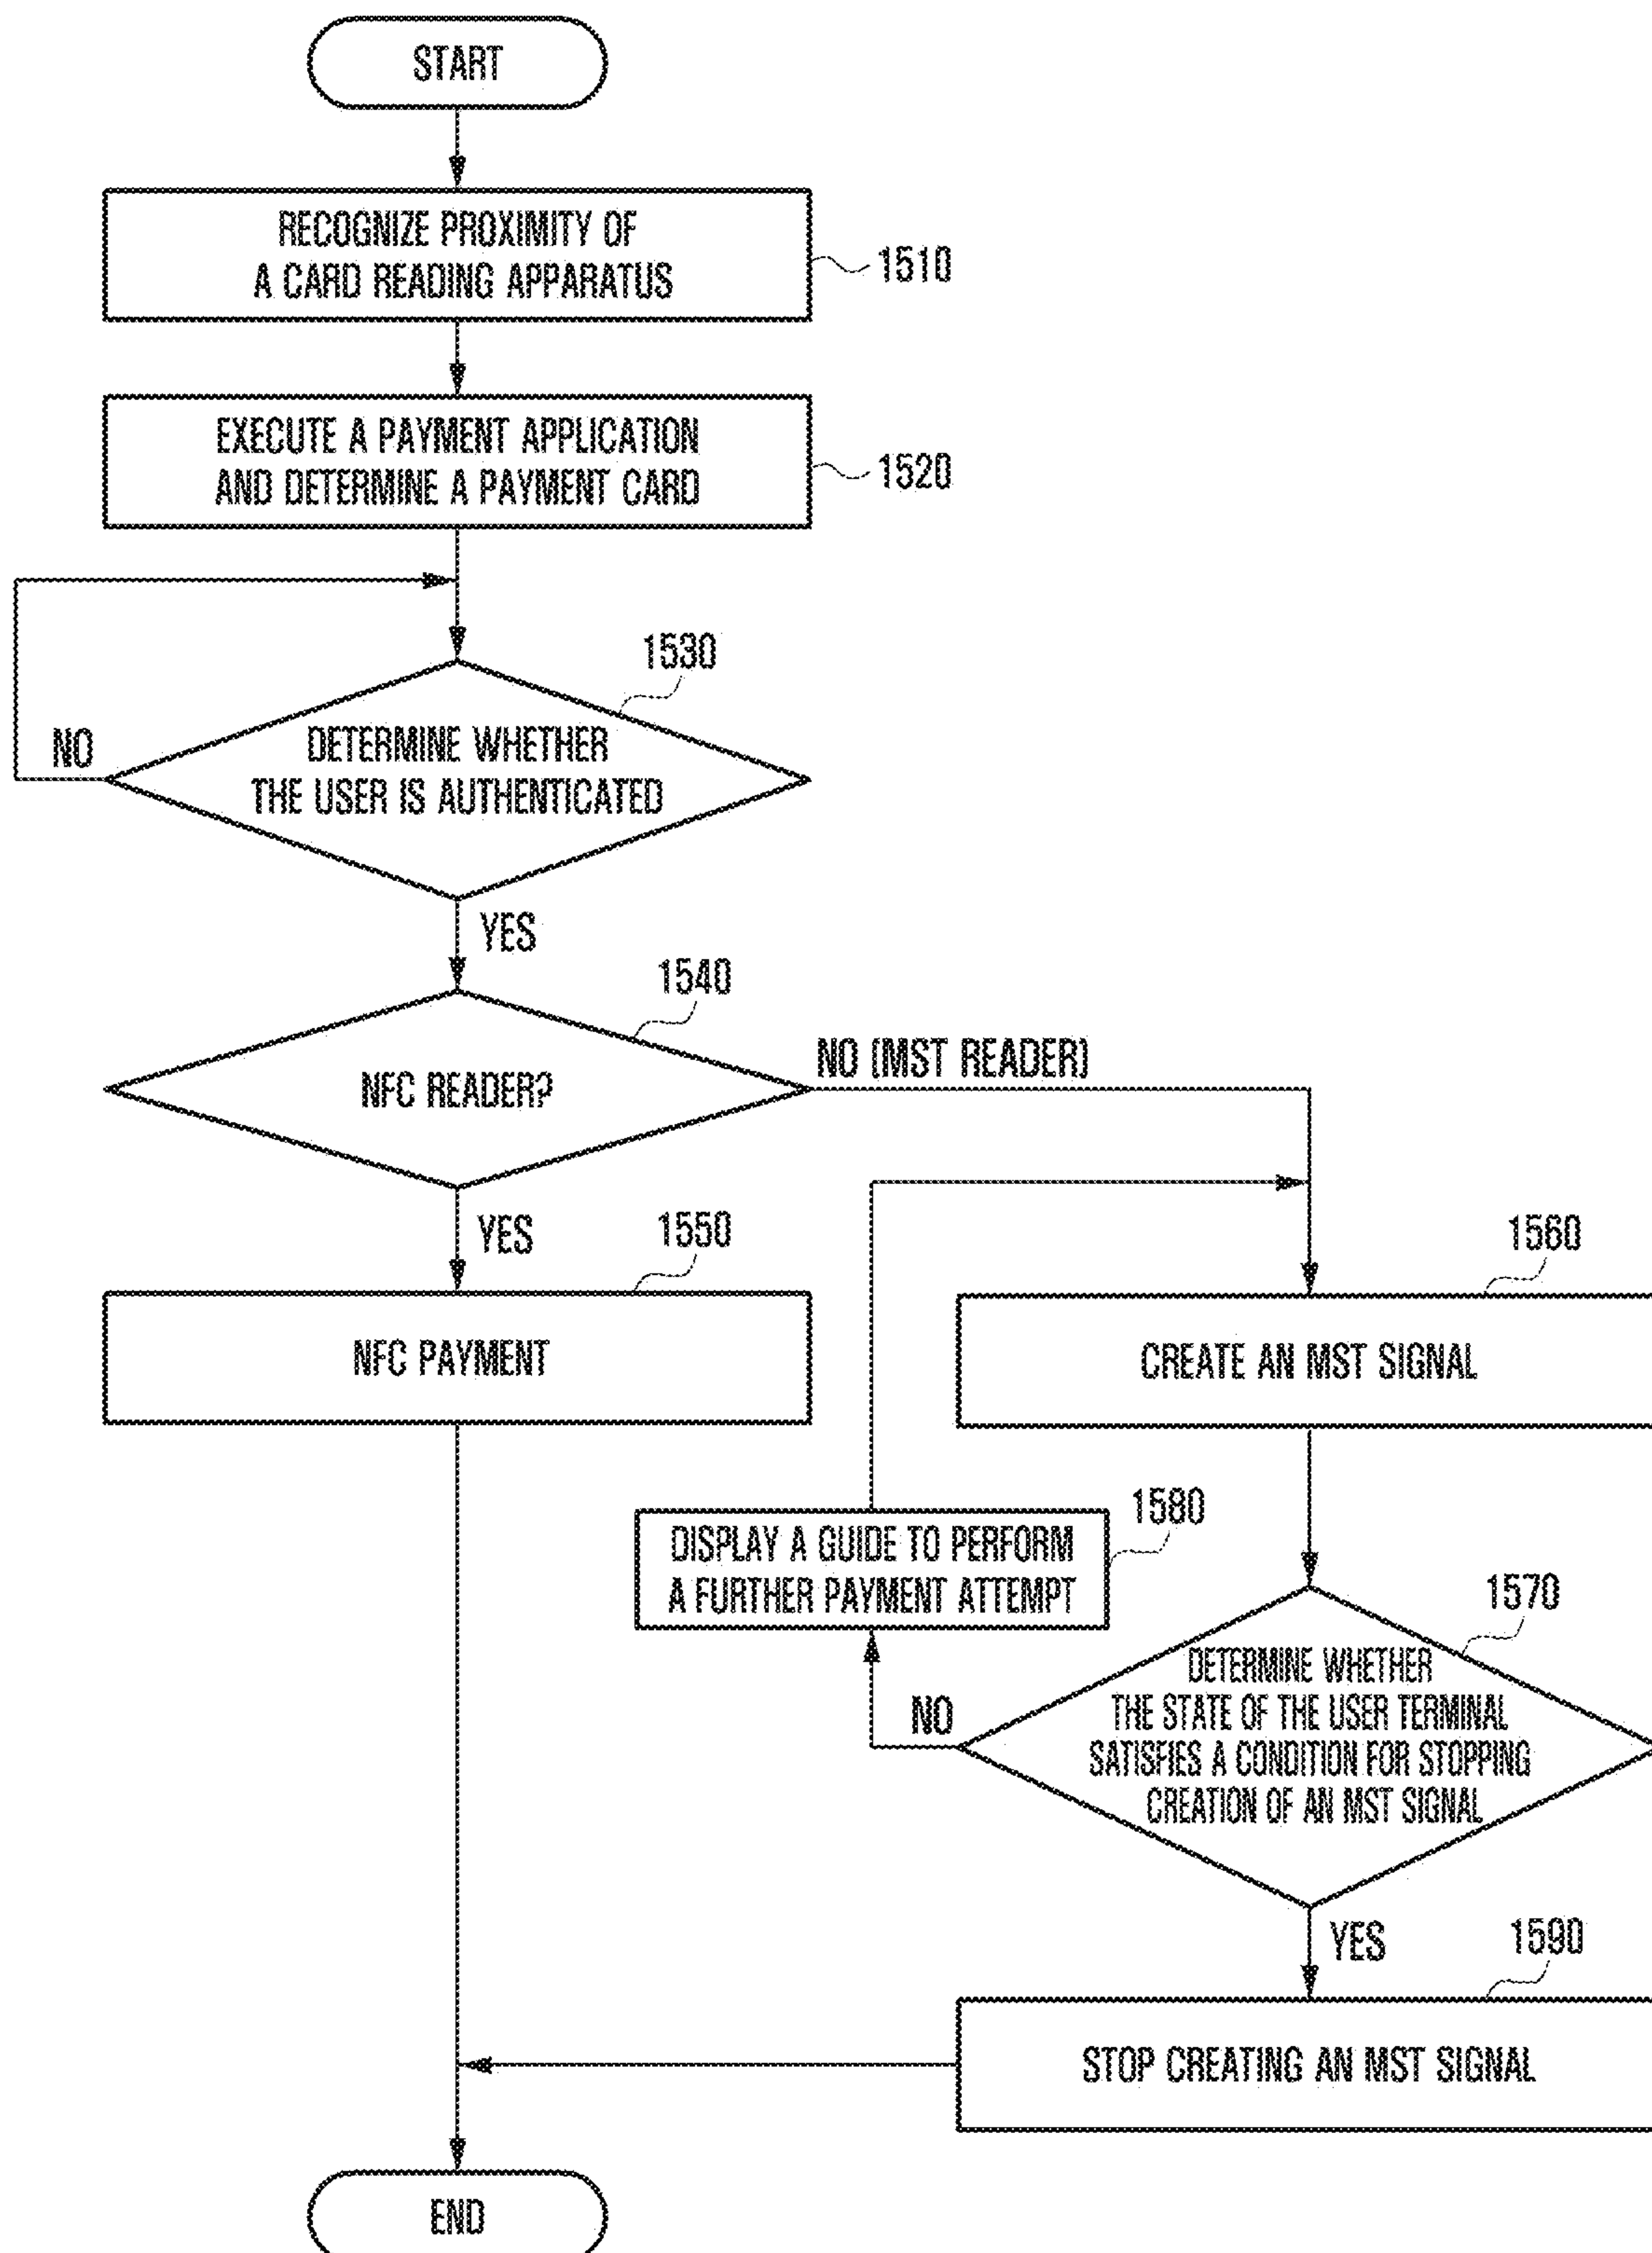 START
RECOGNIZE PROXIMITY OF
A CARD READING APPARATUS
1510
EXECUTE A PAYMENT APPLICATION
AND DETERMINE A PAYMENT CARD
1520
1530
NO
DETERMINE WHETHER
THE USER IS AUTHENTICATED
YES
1540
NO (MST READER)
NFC READER?
YES
1550
NFC PAYMENT
1560
CREATE AN MST SIGNAL
1580
DISPLAY A GUIDE TO PERFORM
A FURTHER PAYMENT ATTEMPT
1570
NO
DETERMINE WHETHER
THE STATE OF THE USER TERMINAL
SATISFIES A CONDITION FOR STOPPING
CREATION OF AN MST SIGNAL
YES
1590
STOP CREATING AN MST SIGNAL
END